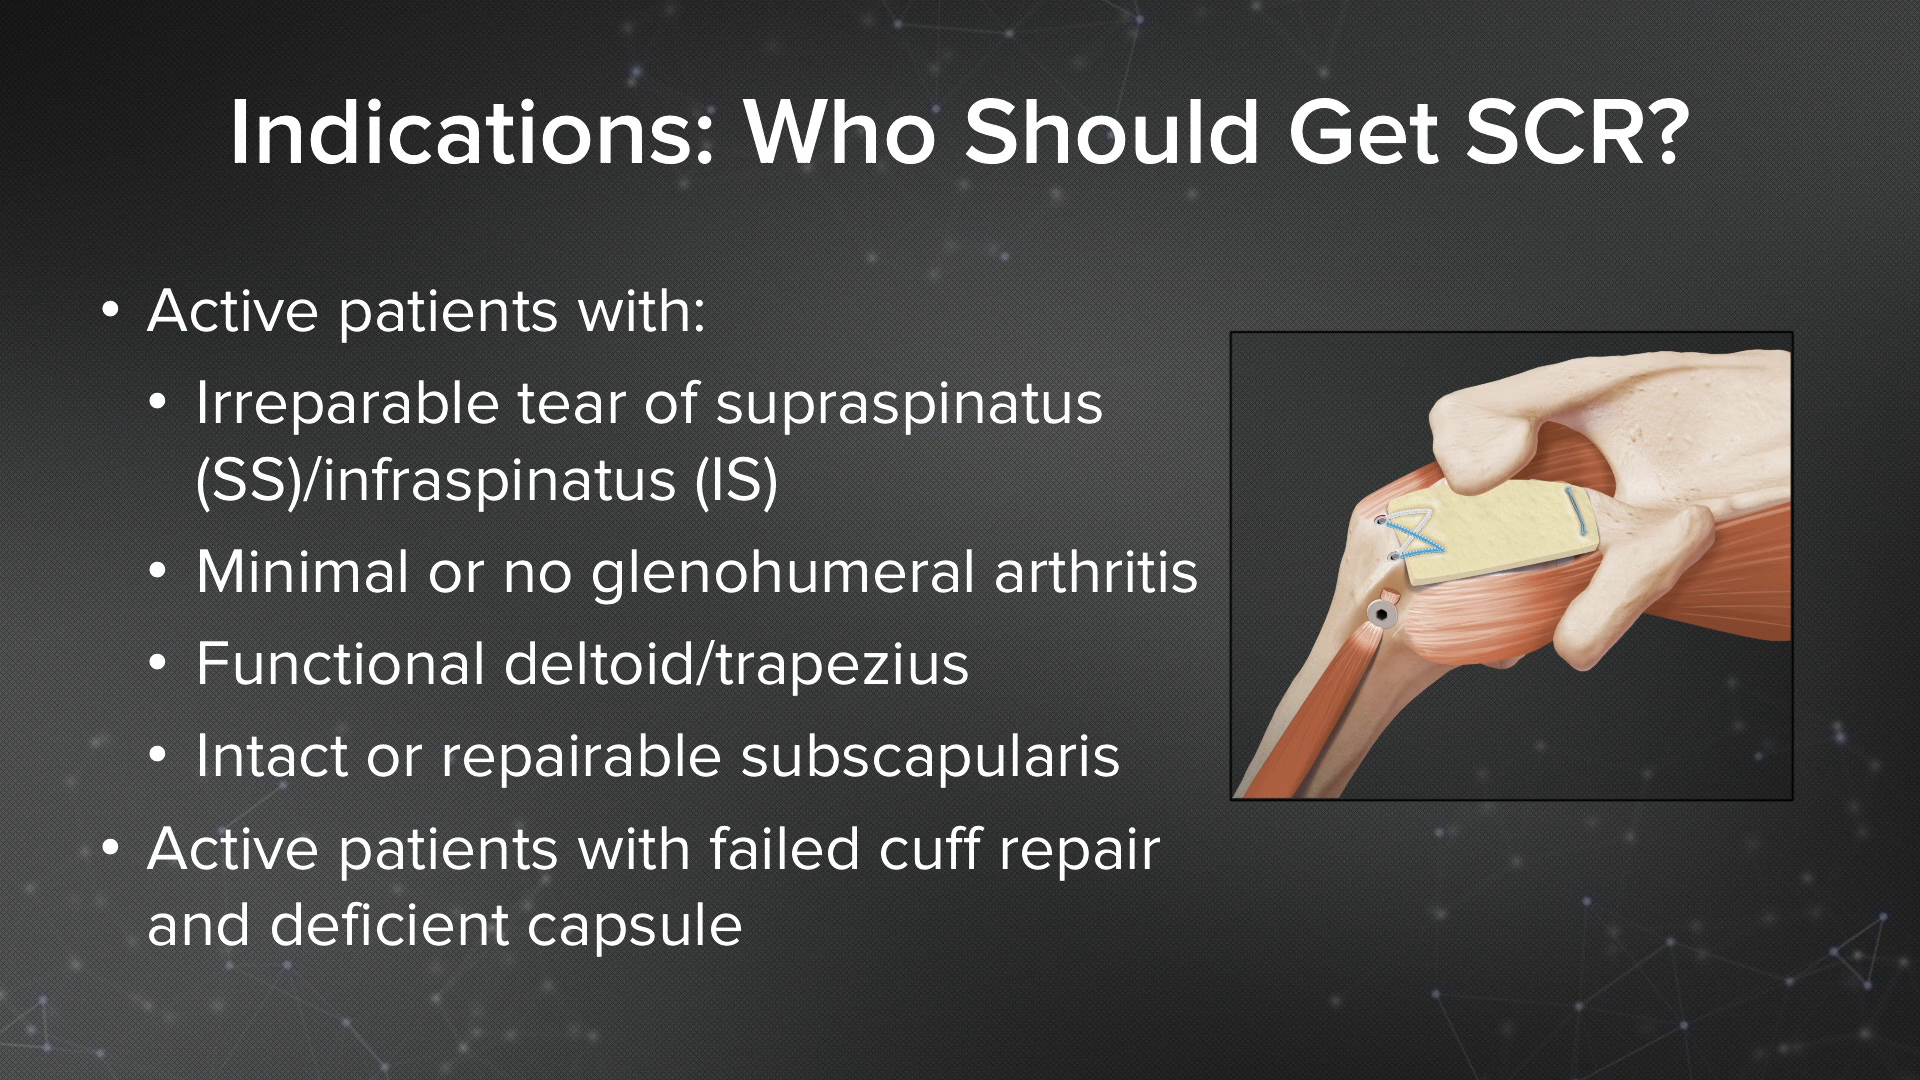 Indications: Who Should Get SCR?
• Active patients with:
• Irreparable tear of supraspinatus
(SS)/infraspinatus (IS)
• Minimal or no glenohumeral arthritis
• Functional deltoid/trapezius
• Intact or repairable subscapularis
• Active patients with failed cuff repair
and deficient capsule